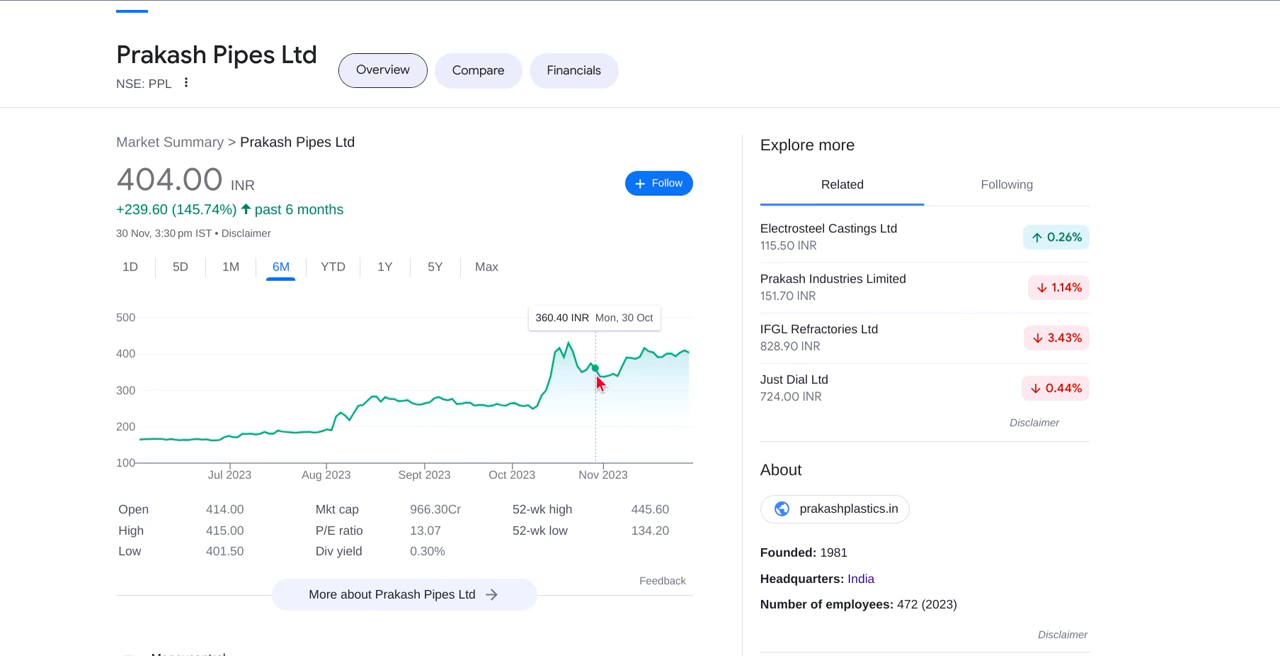 Prakash Pipes Ltd
NSE: PPL
Overview
Compare
Financials
Market Summary > Prakash Pipes Ltd
404.00 INR
+ Follow
+239.60 (145.74%) ↑ past 6 months
30 Nov, 3:30 pm IST • Disclaimer
1D 5D 1M 6M YTD 1Y 5Y Max
360.40 INR Mon, 30 Oct
500
400
300
200
100
Jul 2023 Aug 2023 Sept 2023 Oct 2023 Nov 2023
Open 414.00 Mkt cap 966.30Cr 52-wk high 445.60
High 415.00 P/E ratio 13.07 52-wk low 134.20
Low 401.50 Div yield 0.30%
Feedback
More about Prakash Pipes Ltd →
Explore more
Related Following
Electrosteel Castings Ltd
115.50 INR
↑ 0.26%
Prakash Industries Limited
151.70 INR
↓ 1.14%
IFGL Refractories Ltd
828.90 INR
↓ 3.43%
Just Dial Ltd
724.00 INR
↓ 0.44%
Disclaimer
About
prakashplastics.in
Founded: 1981
Headquarters: India
Number of employees: 472 (2023)
Disclaimer